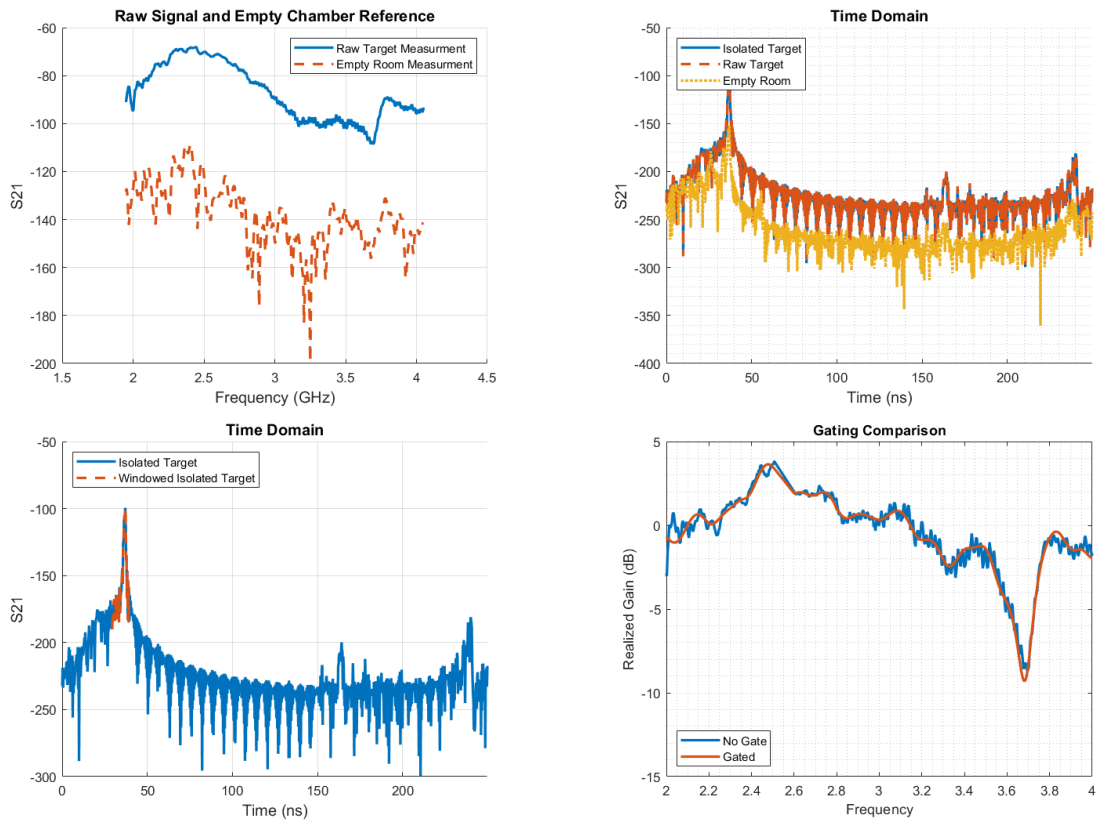 Raw Signal and Empty Chamber Reference
-60
-80
-100
-120
-140
-160
-180
-200
S21
1.5
2
2.5
3
3.5
4
4.5
Frequency (GHz)
Raw Target Measurment
Empty Room Measurment
Time Domain
0
-50
-100
-150
-200
-250
-300
-350
-400
S21
0
50
100
150
200
Time (ns)
Isolated Target
Raw Target
Empty Room
Time Domain
-50
-100
-150
-200
-250
-300
S21
0
50
100
150
200
Time (ns)
Isolated Target
Windowed Isolated Target
Gating Comparison
5
0
-5
-10
-15
Realized Gain (dB)
2
2.2
2.4
2.6
2.8
3
3.2
3.4
3.6
3.8
4
Frequency
No Gate
Gated